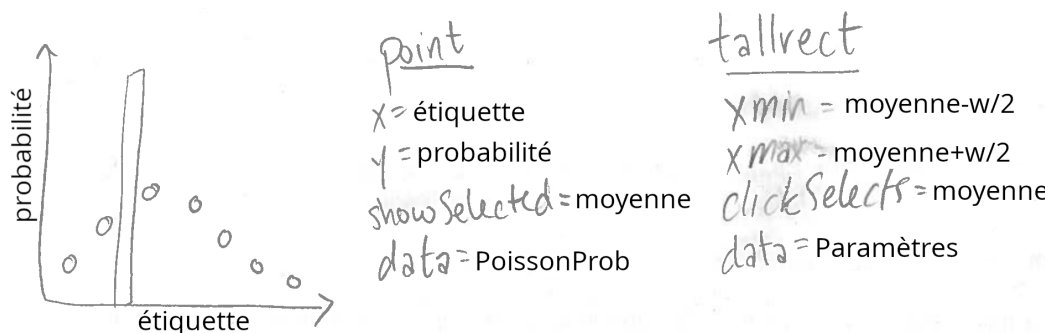 probabilité
étiquette
point
x = étiquette
y = probabilité
showSelected = moyenne
data = PoissonProb
tallrect
xmin = moyenne-w/2
xmax = moyenne+w/2
clickSelects = moyenne
data = Paramètres